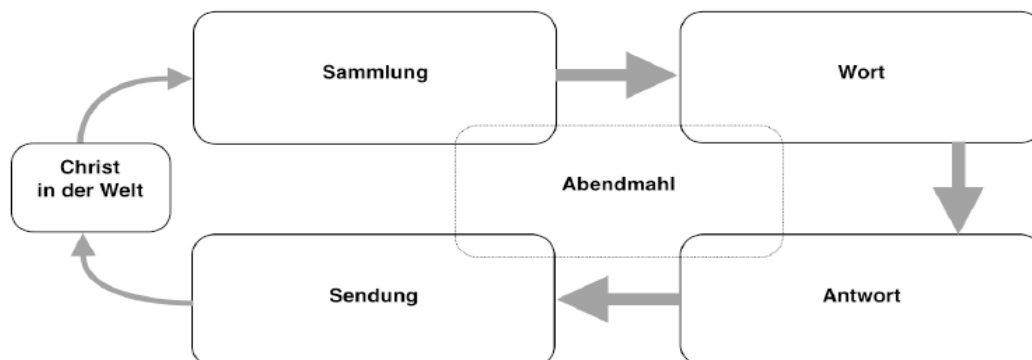 Sammlung
Wort
Christ
in der Welt
Abendmahl
Sendung
Antwort